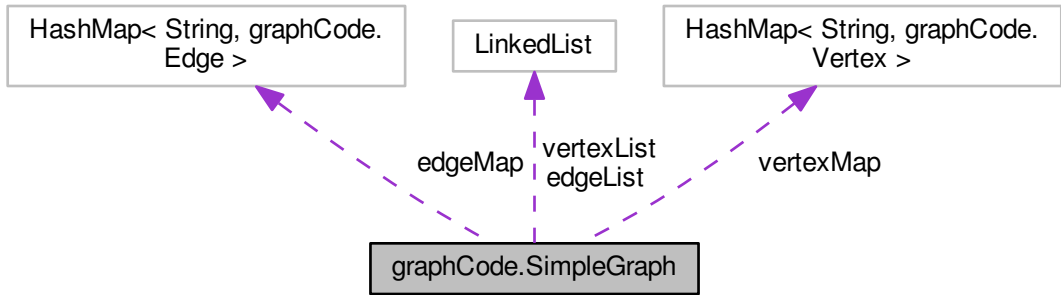 HashMap< String, graphCode.
Edge >
LinkedList
HashMap< String, graphCode.
Vertex >
edgeMap
vertexList
edgeList
vertexMap
graphCode.SimpleGraph